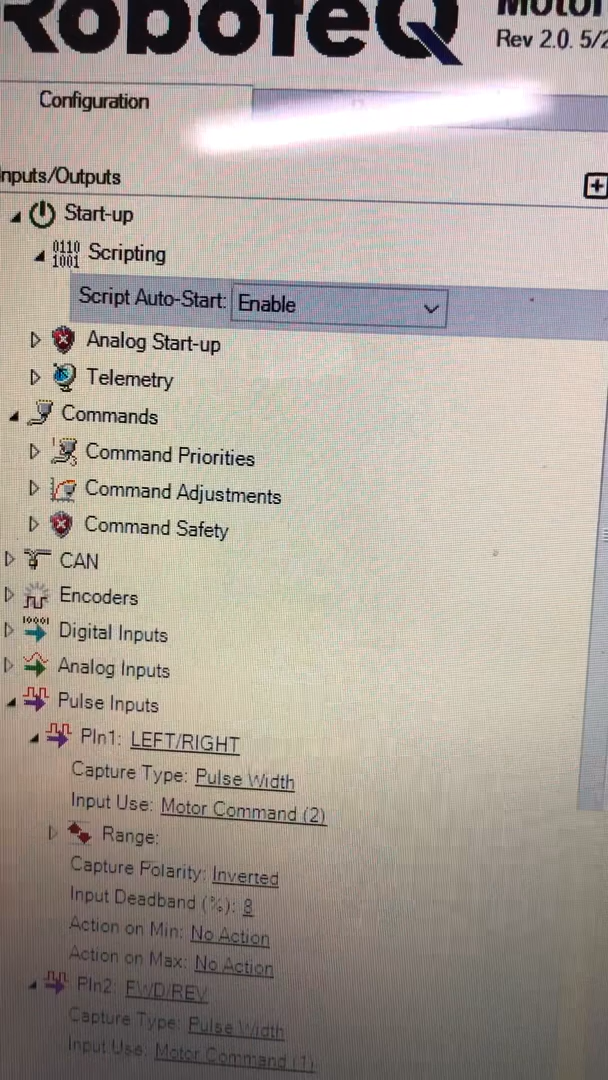 RoboteQ
Motor
Rev 2.0. 5/2
Configuration
Inputs/Outputs
Start-up
0110
1001 Scripting
Script Auto-Start: Enable
Analog Start-up
Telemetry
Commands
Command Priorities
Command Adjustments
Command Safety
CAN
Encoders
10001
Digital Inputs
Analog Inputs
Pulse Inputs
PIn1: LEFT/RIGHT
Capture Type: Pulse Width
Input Use: Motor Command (2)
Range:
Capture Polarity: Inverted
Input Deadband (%): 8
Action on Min: No Action
Action on Max: No Action
PIn2: FWD/REV
Capture Type: Pulse Width
Input Use: Motor Command (1)